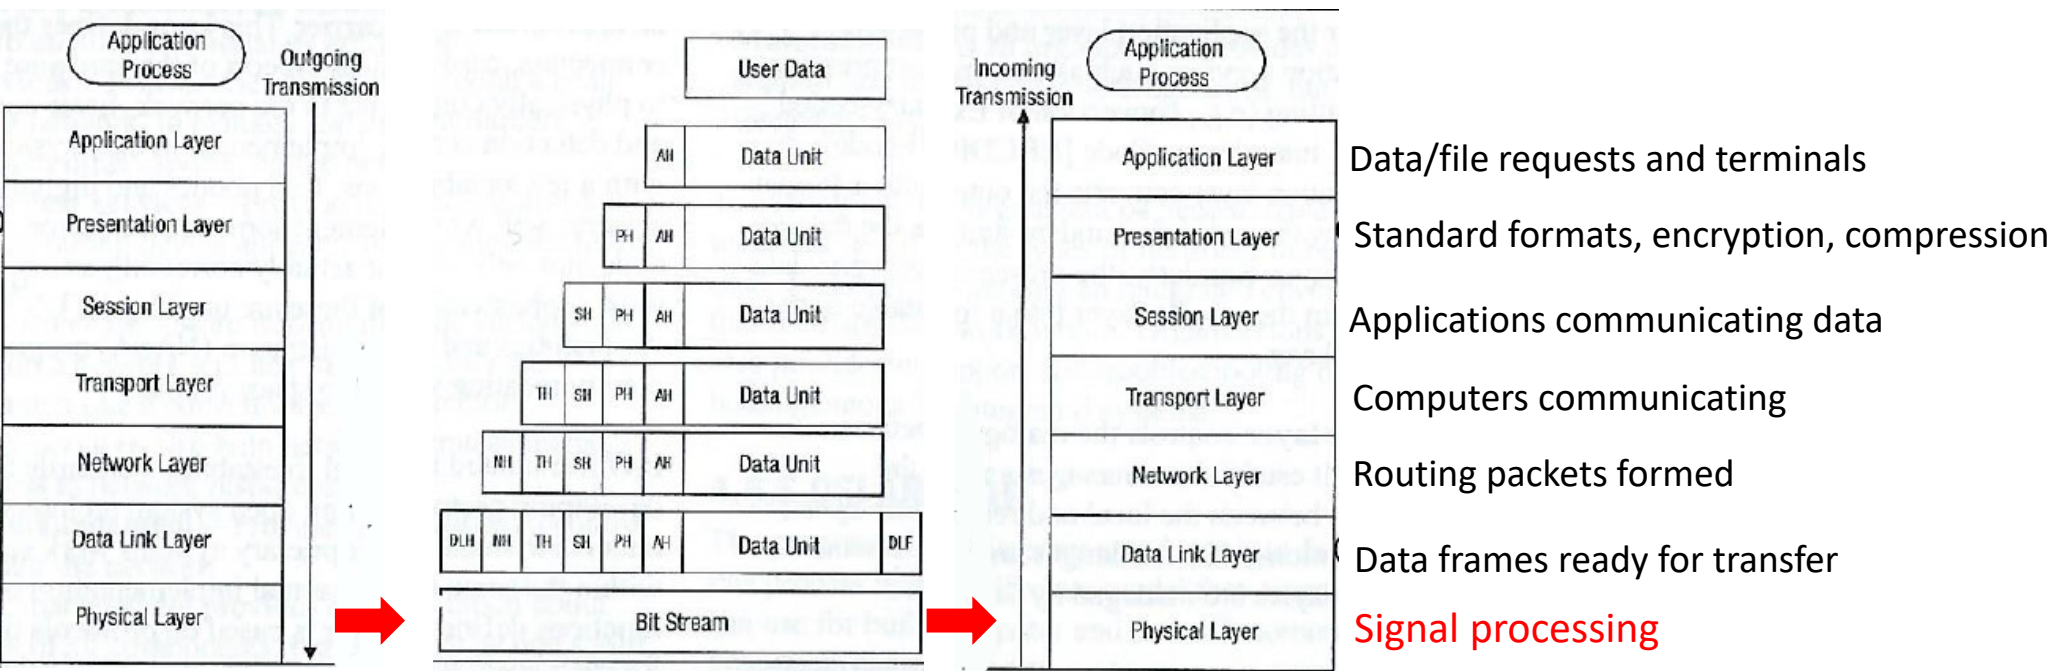 Application
Process
Outgoing
Transmission
Application Layer
Presentation Layer
Session Layer
Transport Layer
Network Layer
Data Link Layer
Physical Layer
User Data
AH Data Unit
PH AH Data Unit
SH PH AH Data Unit
TH SH PH AH Data Unit
NH TH SH PH AH Data Unit
DLH NH TH SH PH AH Data Unit DLF
Bit Stream
Incoming
Transmission
Application
Process
Application Layer
Presentation Layer
Session Layer
Transport Layer
Network Layer
Data Link Layer
Physical Layer
Data/file requests and terminals
Standard formats, encryption, compression
Applications communicating data
Computers communicating
Routing packets formed
Data frames ready for transfer
Signal processing